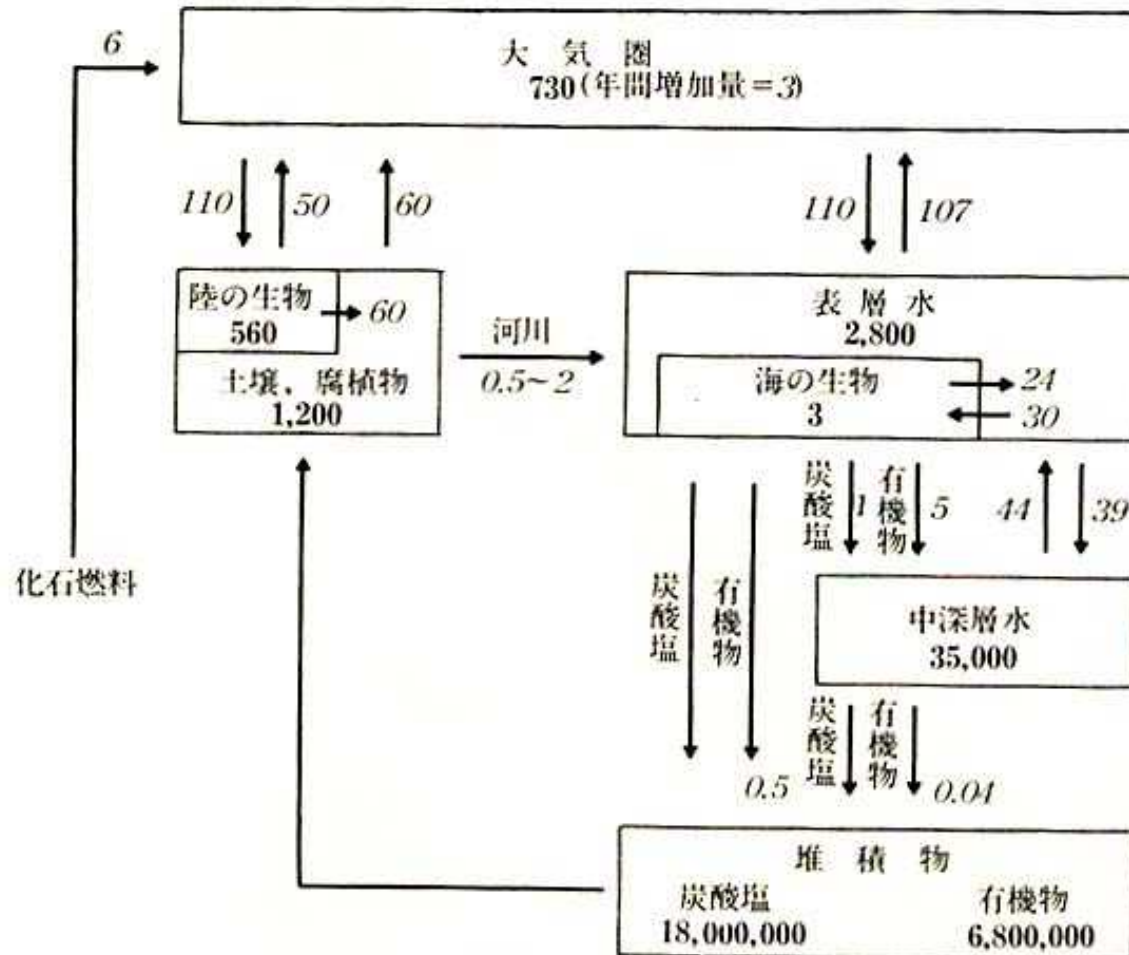 6
大気圏
730(年間増加量=3)
110
50
60
110
107
陸の生物
560
60
土壌、腐植物
1,200
河川
0.5~2
表層水
2,800
海の生物
3
24
30
炭酸塩
1
有機物
5
44
39
化石燃料
炭酸塩
有機物
0.5
中深層水
35,000
炭酸塩
有機物
0.04
堆積物
炭酸塩
18,000,000
有機物
6,800,000